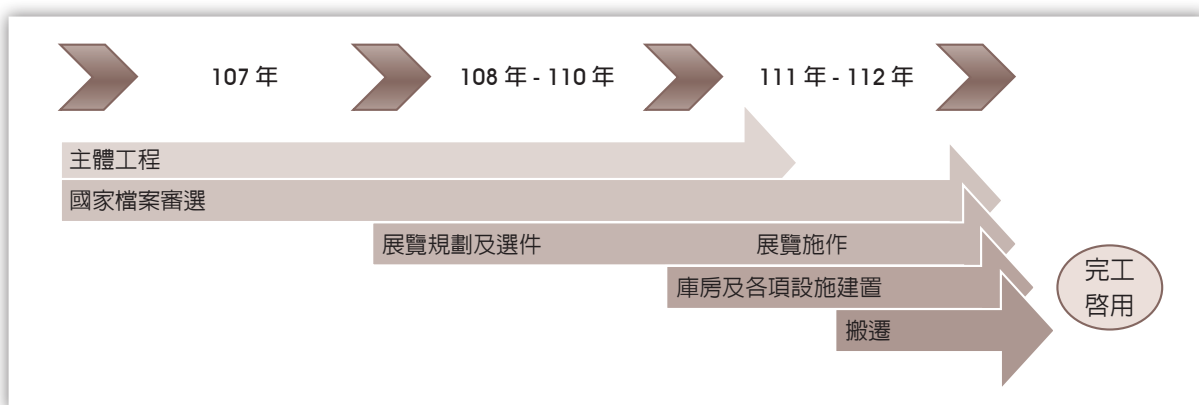 107 年
108 年 - 110 年
111 年 - 112 年
主體工程
國家檔案審選
展覽規劃及選件
展覽施作
庫房及各項設施建置
搬遷
完工
啓用